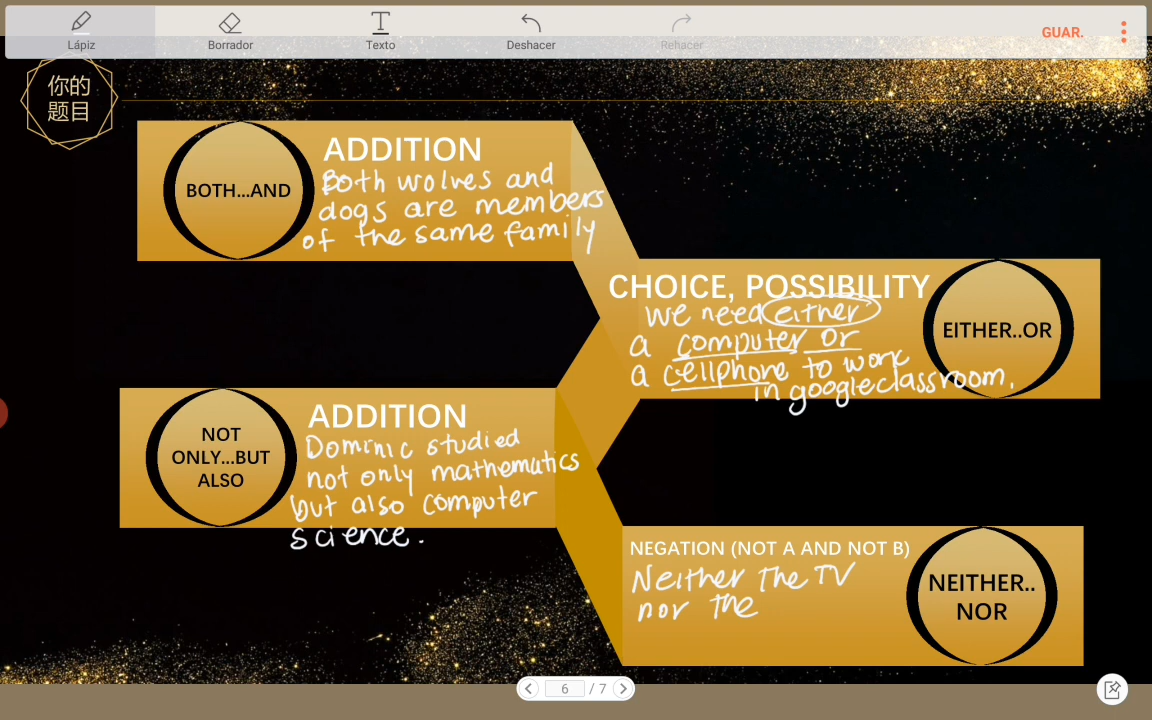 Lápiz
Borrador
Texto
Deshacer
Rehacer
GUAR.
你的
题目
BOTH...AND
ADDITION
Both wolves and
dogs are members
of the same family
CHOICE, POSSIBILITY
We need either
a computer or
a cellphone to work
in googleclassroom.
EITHER..OR
NOT
ONLY...BUT
ALSO
ADDITION
Dominic studied
not only mathematics
but also computer
science.
NEGATION (NOT A AND NOT B)
Neither The TV
nor The
NEITHER..
NOR
6 / 7